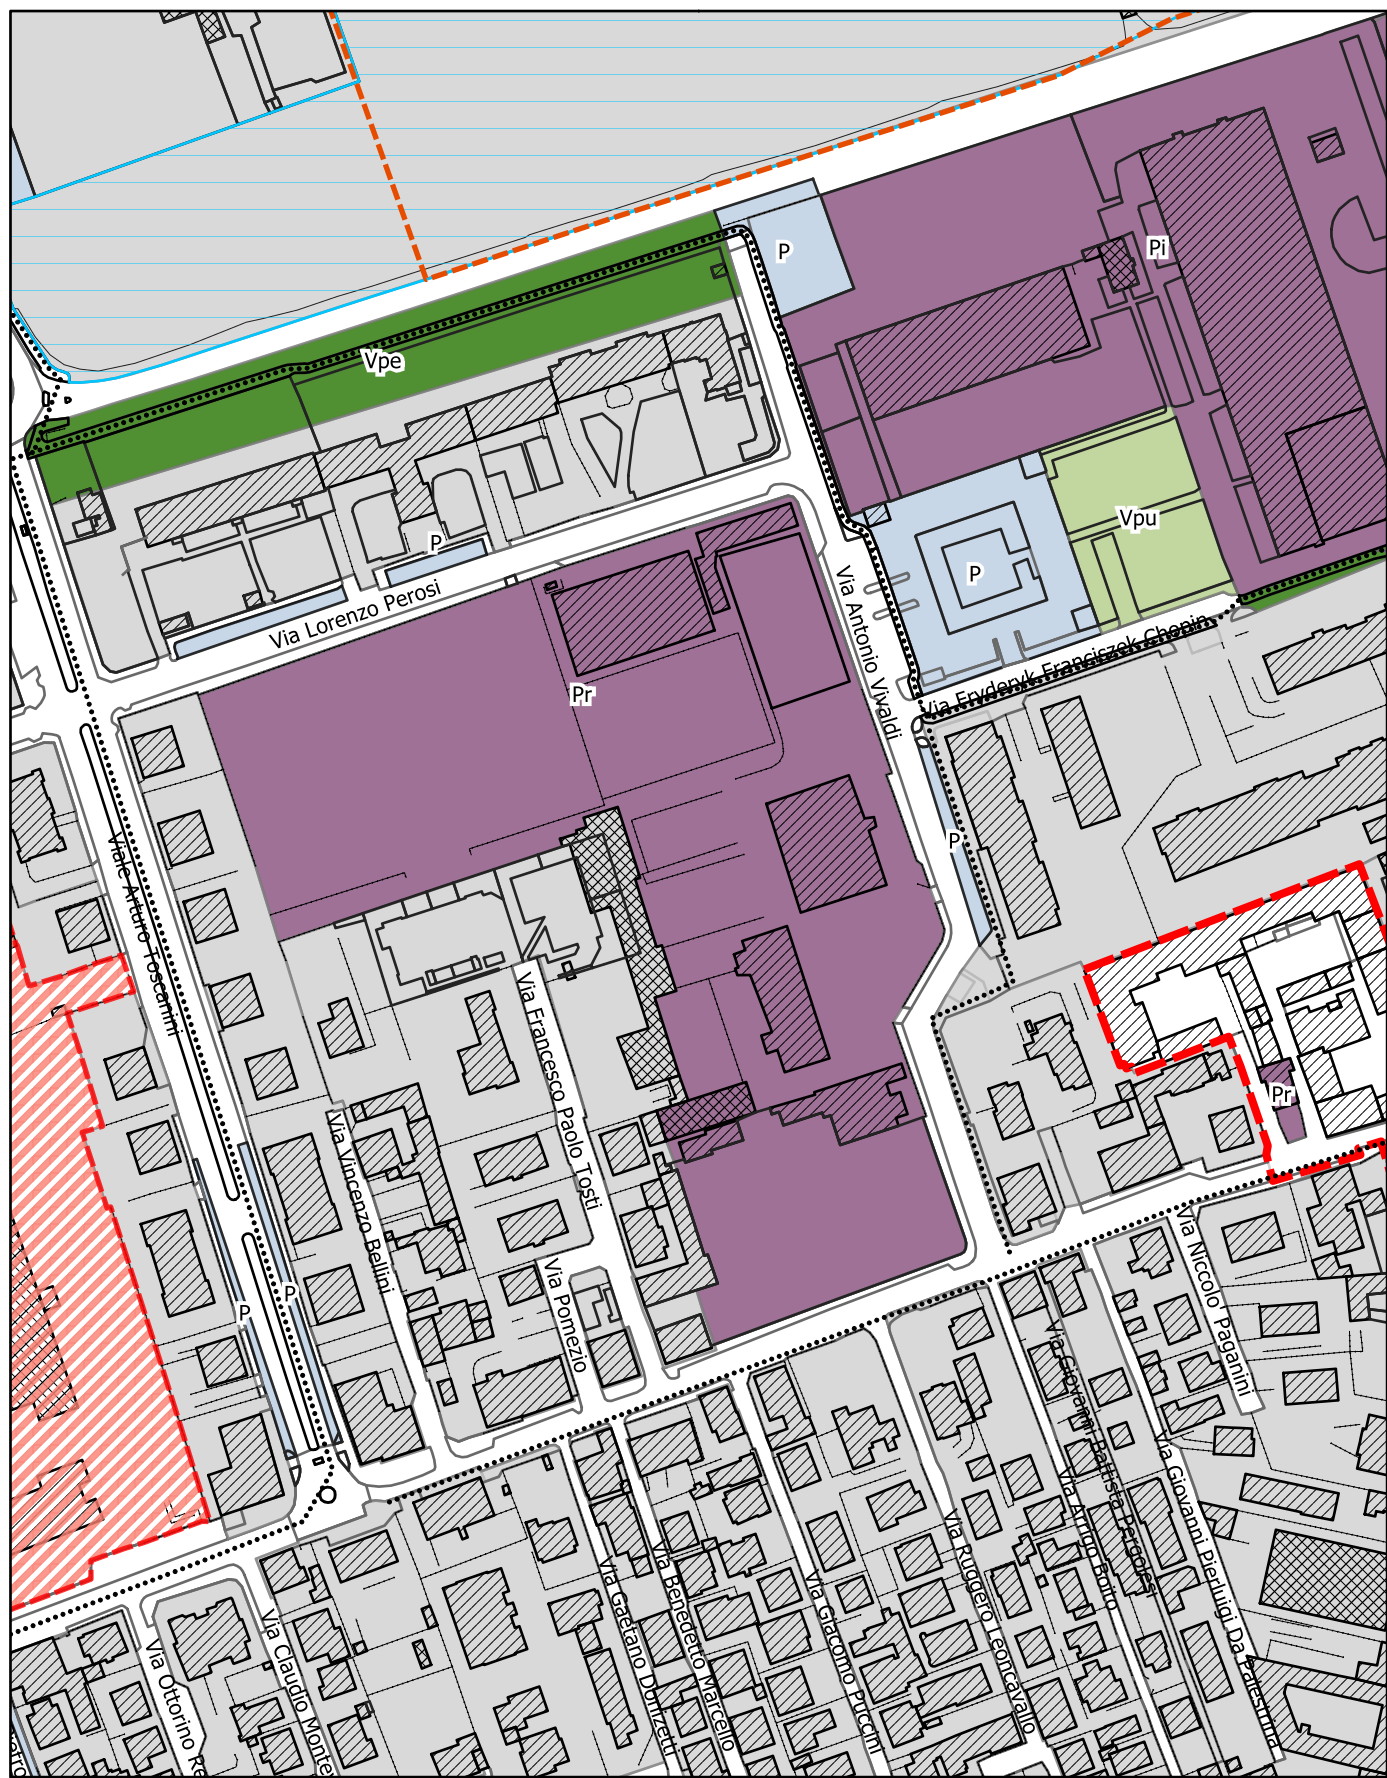 P
Pi
Vpe
Vpu
P
P
Via Lorenzo Perosi
Via Antonio Vivaldi
Via Fryderyk Franciszek Chopin
Pr
P
Viale Arturo Toscanini
Via Francesco Paolo Tosti
Pr
Via Vincenzo Bellini
Via Pomezio
Via Niccolo' Paganini
P
P
Via Giovanni Battista Pergolesi
Via Giovanni Pierluigi Da Palestrina
Via Arrigo Boito
Via Ruggero Leoncavallo
Via Giacomo Puccini
Via Benedetto Marcello
Via Gaetano Donizetti
Via Claudio Monteve
Via Ottorino Re